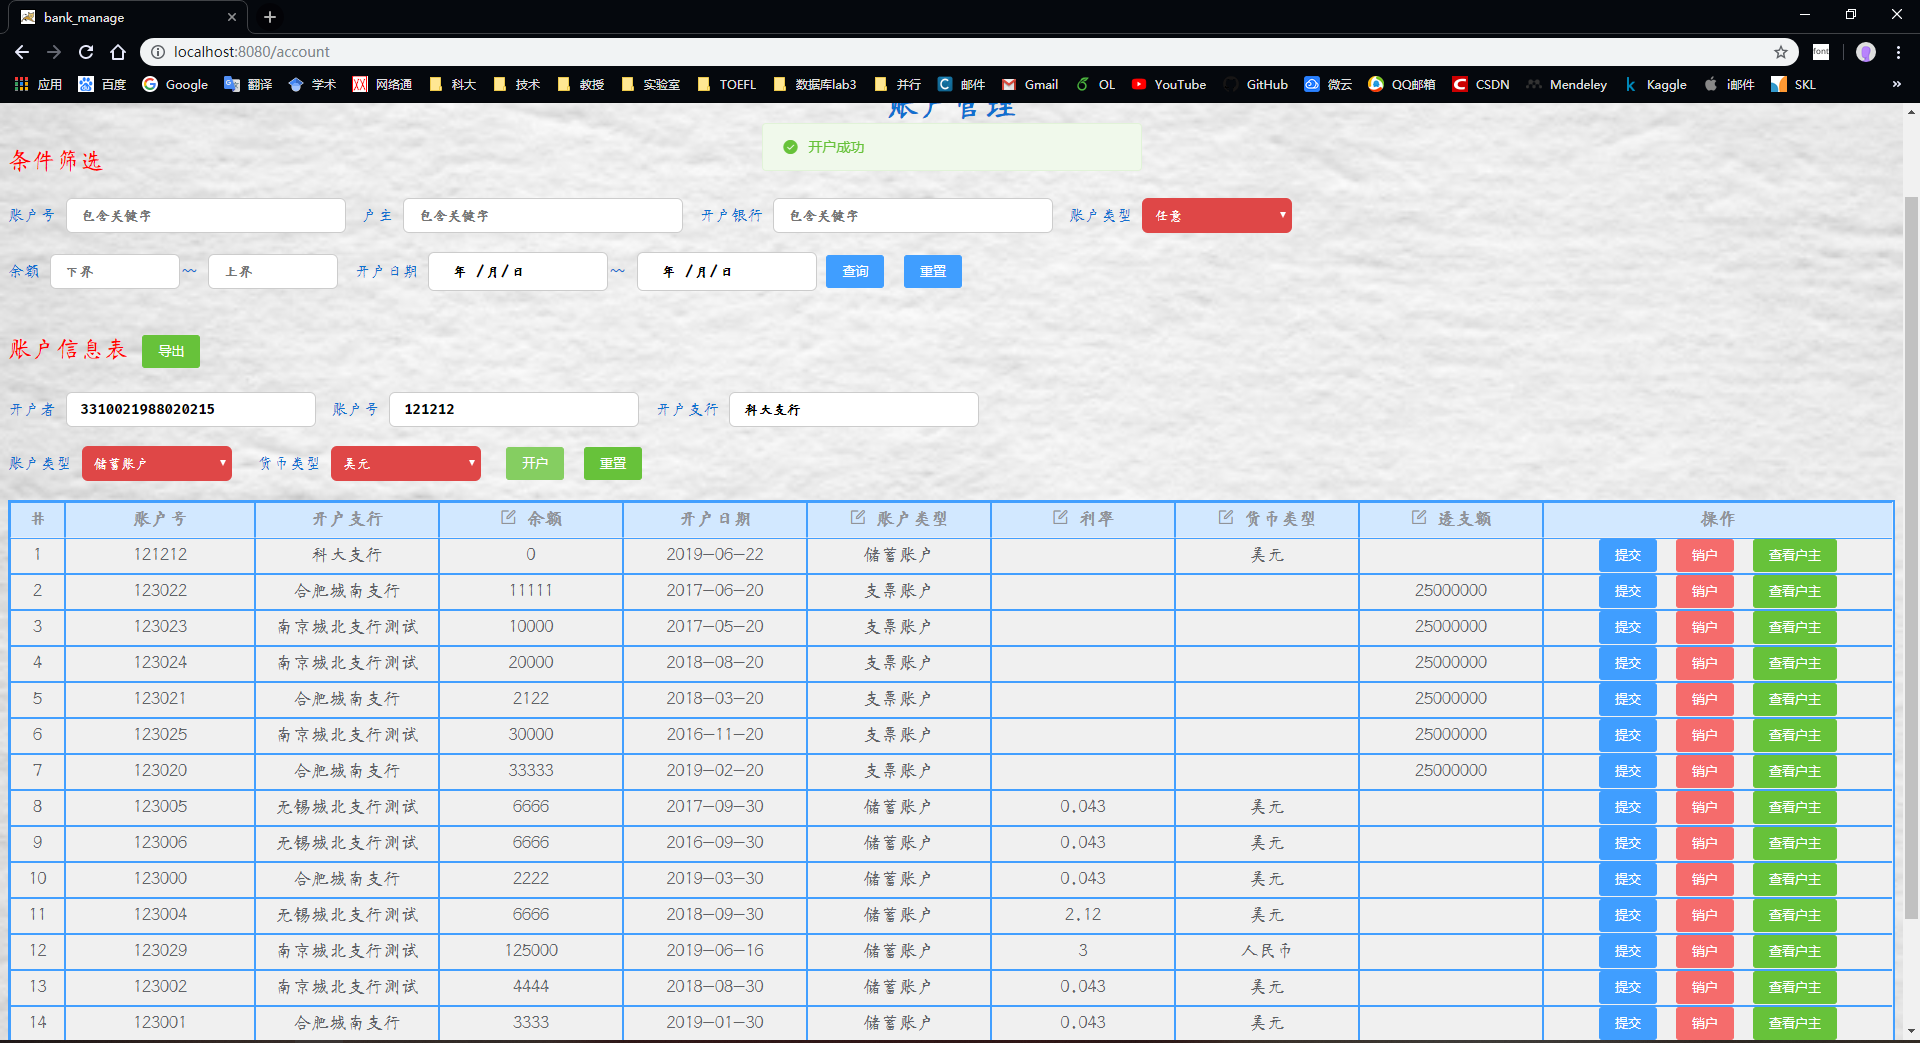 bank_manage
localhost:8080/account
font
应用 百度 Google 翻译 学术 网络通 科大 技术 教授 实验室 TOEFL 数据库lab3 并行 邮件 Gmail OL YouTube GitHub 微云 QQ邮箱 CSDN Mendeley Kaggle i邮件 SKL »
账户管理
开户成功
条件筛选
账户号 包含关键字 户主 包含关键字 开户银行 包含关键字 账户类型 任意
余额 下界 ~~ 上界 开户日期 年 /月/日 ~~ 年 /月/日 查询 重置
账户信息表 导出
开户者 3310021988020215 账户号 121212 开户支行 科大支行
账户类型 储蓄账户 货币类型 美元 开户 重置
# 账户号 开户支行 余额 开户日期 账户类型 利率 货币类型 透支额 操作
1 121212 科大支行 0 2019-06-22 储蓄账户 美元 提交 销户 查看户主
2 123022 合肥城南支行 11111 2017-06-20 支票账户 25000000 提交 销户 查看户主
3 123023 南京城北支行测试 10000 2017-05-20 支票账户 25000000 提交 销户 查看户主
4 123024 南京城北支行测试 20000 2018-08-20 支票账户 25000000 提交 销户 查看户主
5 123021 合肥城南支行 2122 2018-03-20 支票账户 25000000 提交 销户 查看户主
6 123025 南京城北支行测试 30000 2016-11-20 支票账户 25000000 提交 销户 查看户主
7 123020 合肥城南支行 33333 2019-02-20 支票账户 25000000 提交 销户 查看户主
8 123005 无锡城北支行测试 6666 2017-09-30 储蓄账户 0.043 美元 提交 销户 查看户主
9 123006 无锡城北支行测试 6666 2016-09-30 储蓄账户 0.043 美元 提交 销户 查看户主
10 123000 合肥城南支行 2222 2019-03-30 储蓄账户 0.043 美元 提交 销户 查看户主
11 123004 无锡城北支行测试 6666 2018-09-30 储蓄账户 2.12 美元 提交 销户 查看户主
12 123029 南京城北支行测试 125000 2019-06-16 储蓄账户 3 人民币 提交 销户 查看户主
13 123002 南京城北支行测试 4444 2018-08-30 储蓄账户 0.043 美元 提交 销户 查看户主
14 123001 合肥城南支行 3333 2019-01-30 储蓄账户 0.043 美元 提交 销户 查看户主